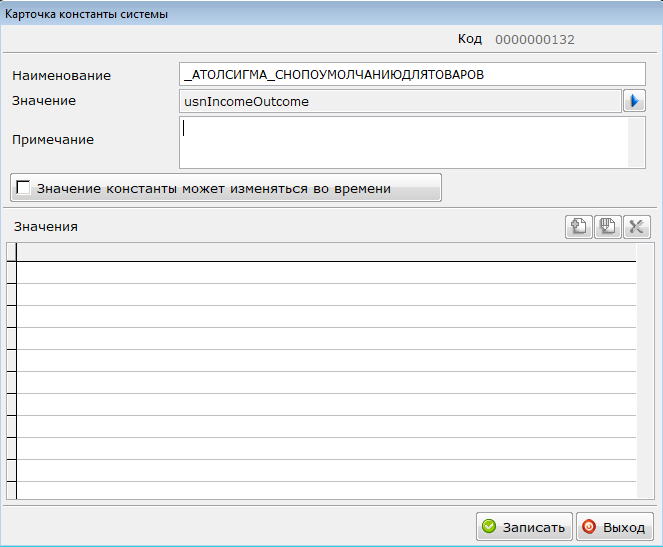 Карточка константы системы
Код 0000000132
Наименование _АТОЛСИГМА_СНОПОУМОЛЧАНИЮДЛЯТОВАРОВ
Значение usnIncomeOutcome
Примечание
Значение константы может изменяться во времени
Значения
Записать Выход